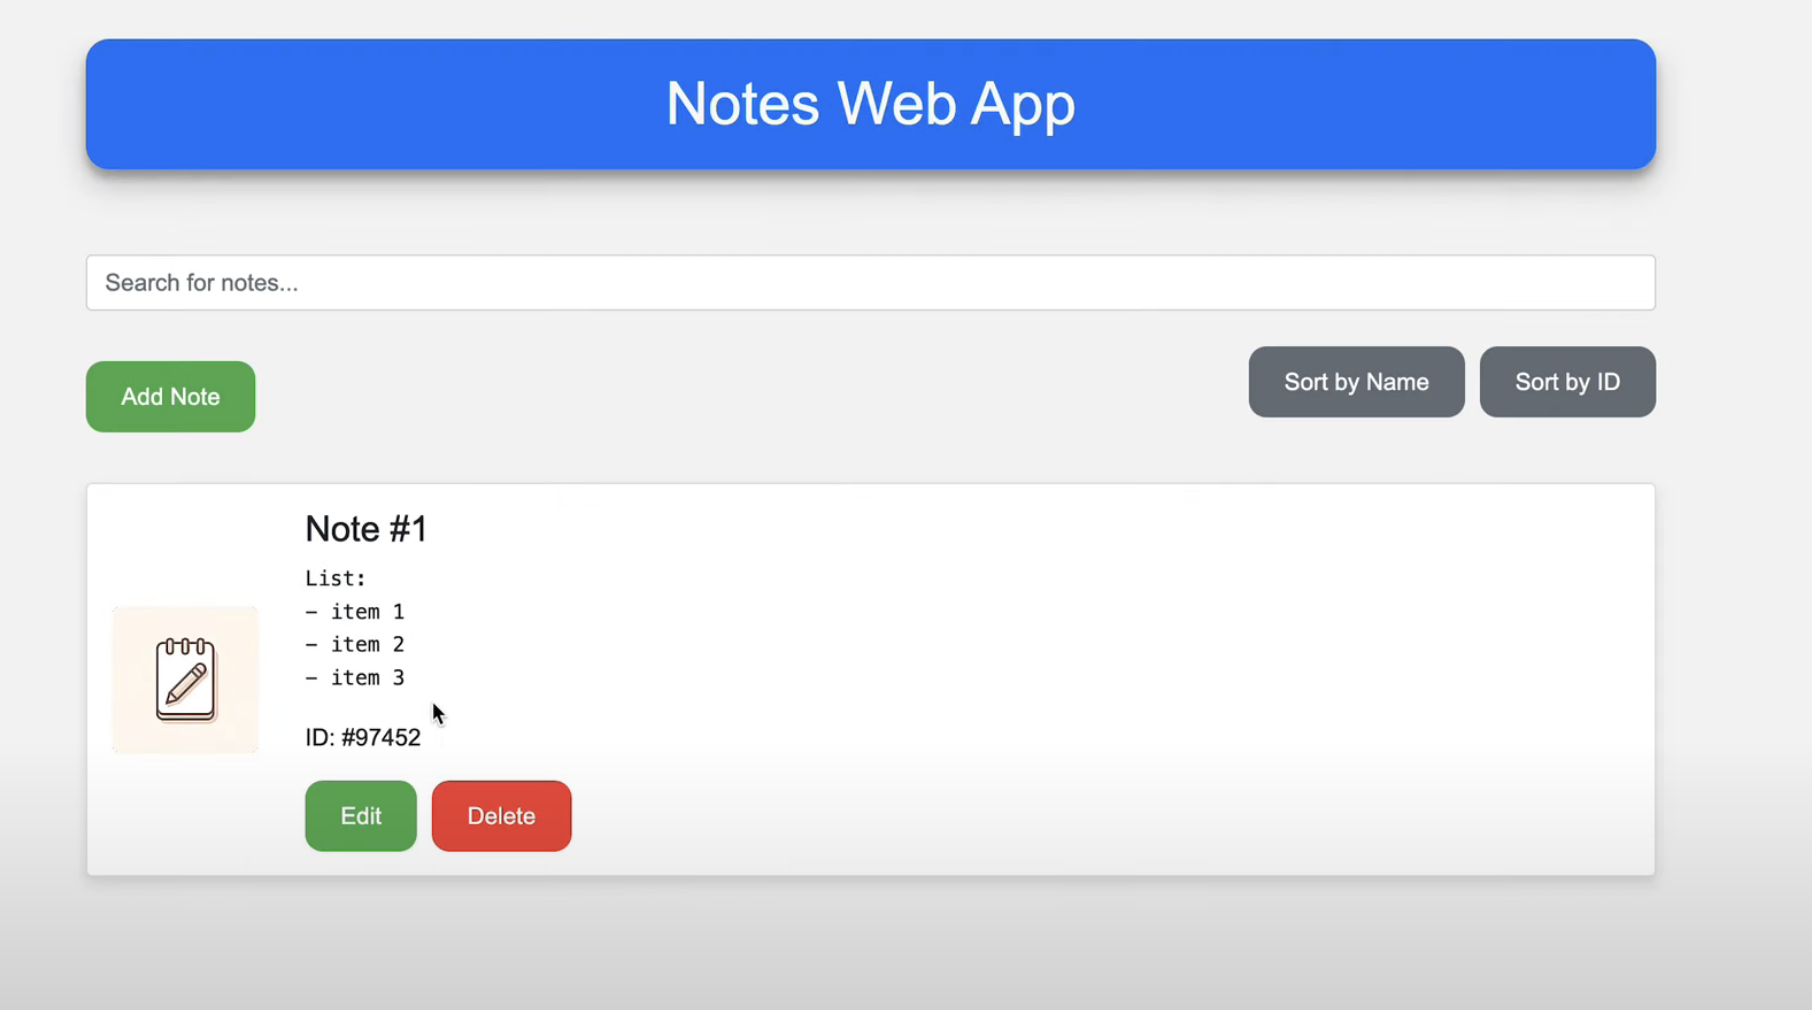 Notes Web App
Search for notes...
Add Note
Sort by Name
Sort by ID
Note #1
List:
- item 1
- item 2
- item 3
ID: #97452
Edit
Delete